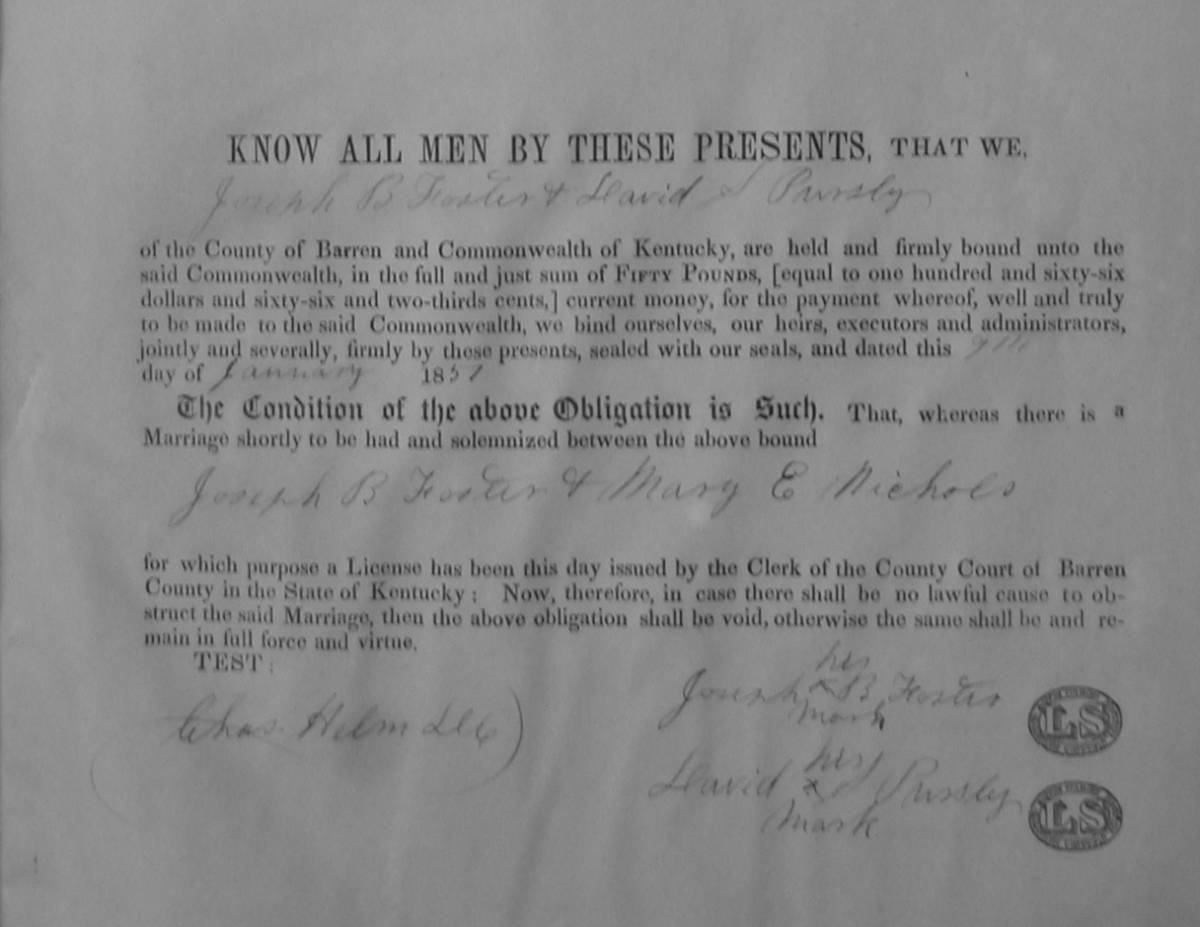 KNOW ALL MEN BY THESE PRESENTS, THAT WE,
Joseph B Foster & David S Pursly
of the County of Barren and Commonwealth of Kentucky, are held and firmly bound unto the
said Commonwealth, in the full and just sum of FIFTY POUNDS, [equal to one hundred and sixty-six
dollars and sixty-six and two-thirds cents,] current money, for the payment whereof, well and truly
to be made to the said Commonwealth, we bind ourselves, our heirs, executors and administrators,
jointly and severally, firmly by these presents, sealed with our seals, and dated this 9th
day of January 1857
The Condition of the above Obligation is Such. That, whereas there is a
Marriage shortly to be had and solemnized between the above bound
Joseph B Foster & Mary E Nichols
for which purpose a License has been this day issued by the Clerk of the County Court of Barren
County in the State of Kentucky; Now, therefore, in case there shall be no lawful cause to ob-
struct the said Marriage, then the above obligation shall be void, otherwise the same shall be and re-
main in full force and virtue.
TEST:
his
Joseph x B Foster
mark
LS
Chas. Helm
his
David x S Pursly
mark
LS